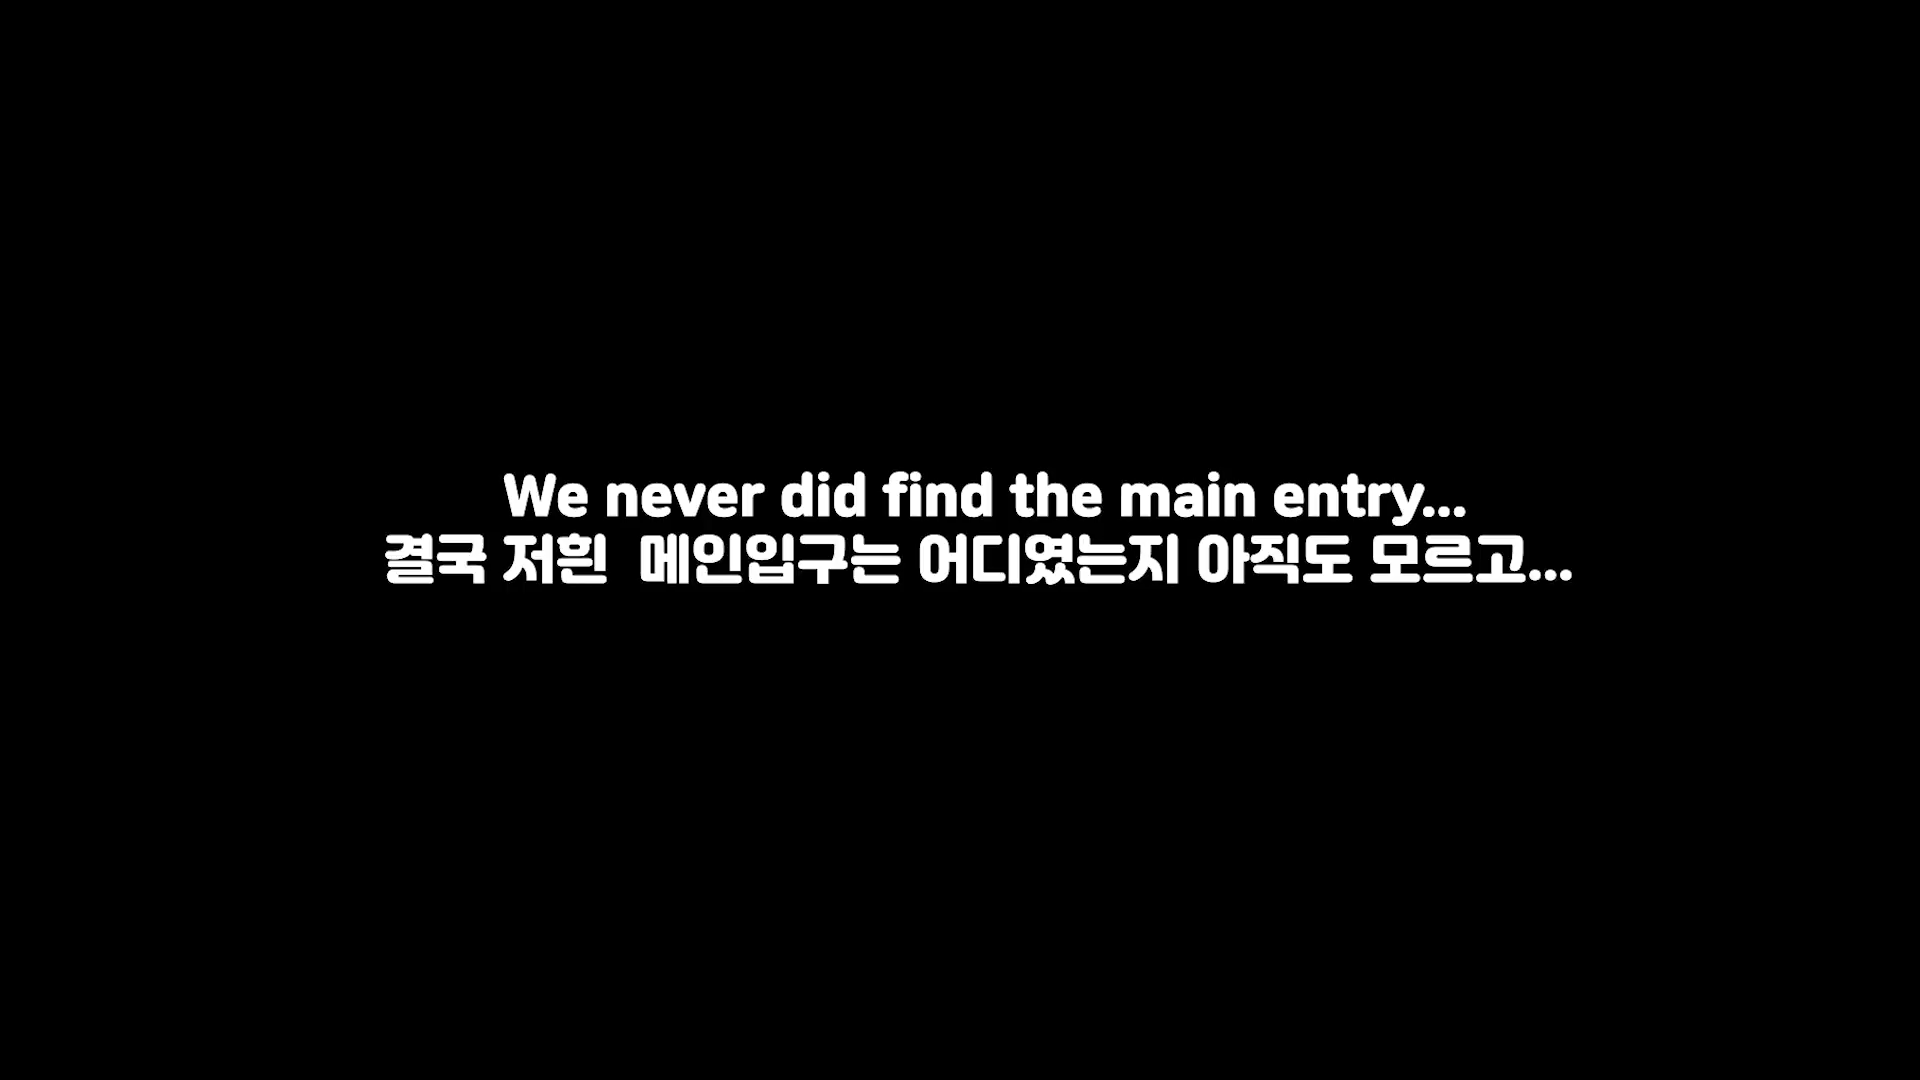 We never did find the main entry...
결국 저흰  메인입구는 어디였는지 아직도 모르고...